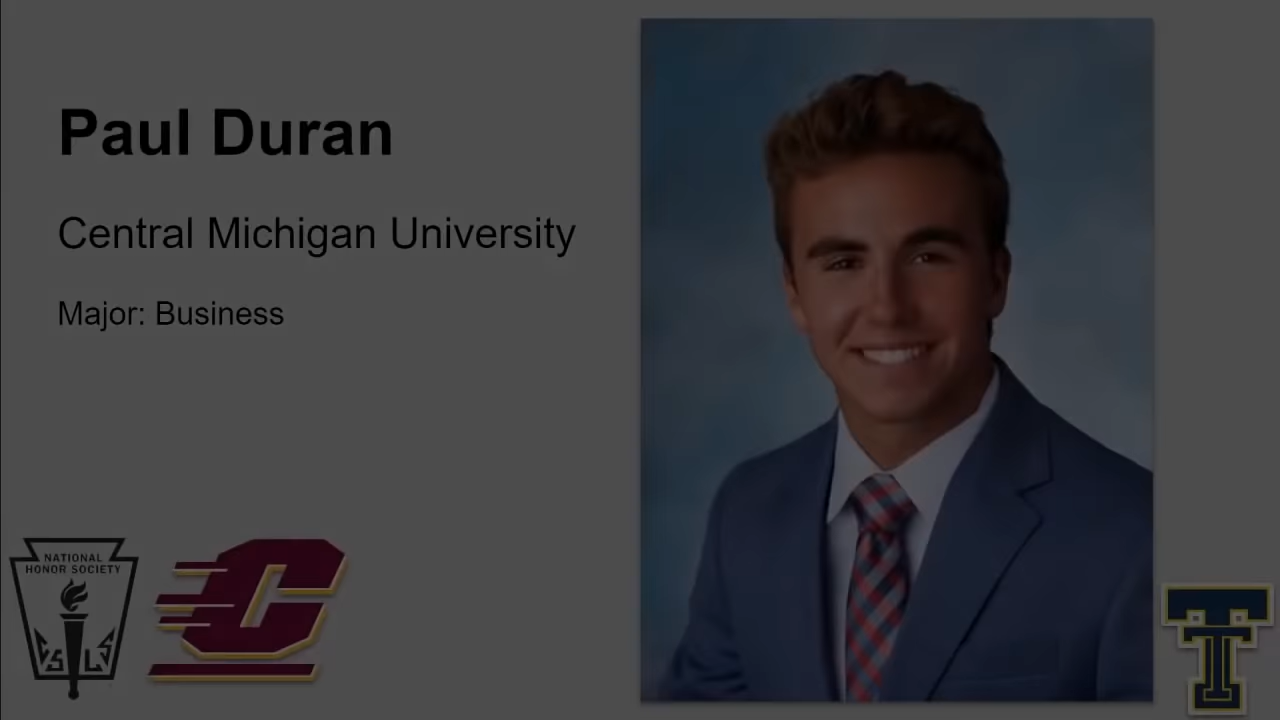 Paul Duran
Central Michigan University
Major: Business
NATIONAL
HONOR SOCIETY
C
T